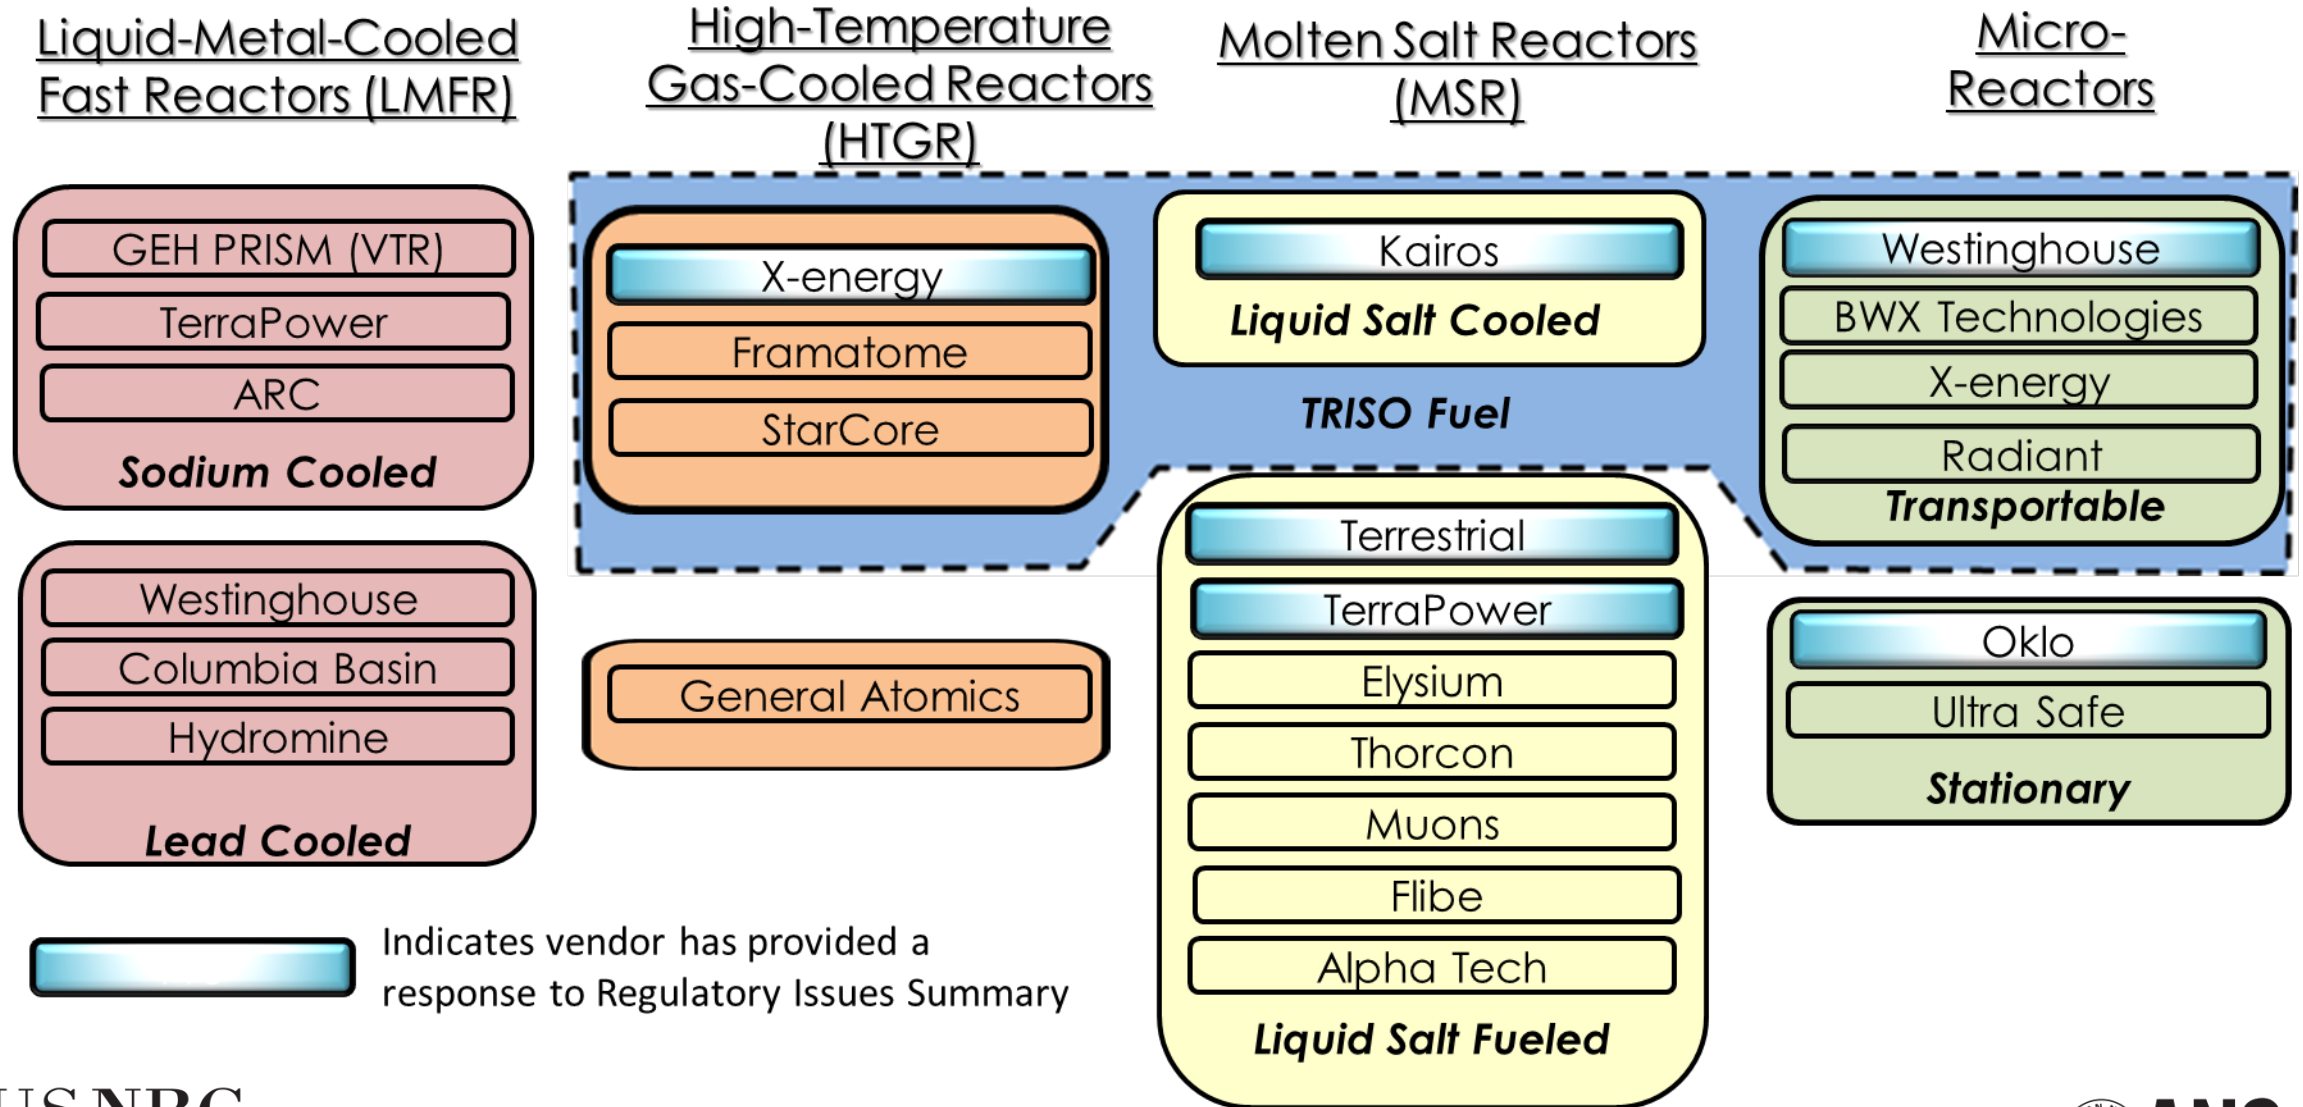 Liquid-Metal-Cooled
Fast Reactors (LMFR)
GEH PRISM (VTR)
TerraPower
ARC
Sodium Cooled
Westinghouse
Columbia Basin
Hydromine
Lead Cooled
High-Temperature
Gas-Cooled Reactors
(HTGR)
X-energy
Framatome
StarCore
General Atomics
Molten Salt Reactors
(MSR)
Kairos
Liquid Salt Cooled
TRISO Fuel
Terrestrial
TerraPower
Elysium
Thorcon
Muons
Flibe
Alpha Tech
Liquid Salt Fueled
Micro-
Reactors
Westinghouse
BWX Technologies
X-energy
Radiant
Transportable
Oklo
Ultra Safe
Stationary
Indicates vendor has provided a
response to Regulatory Issues Summary
US NRC